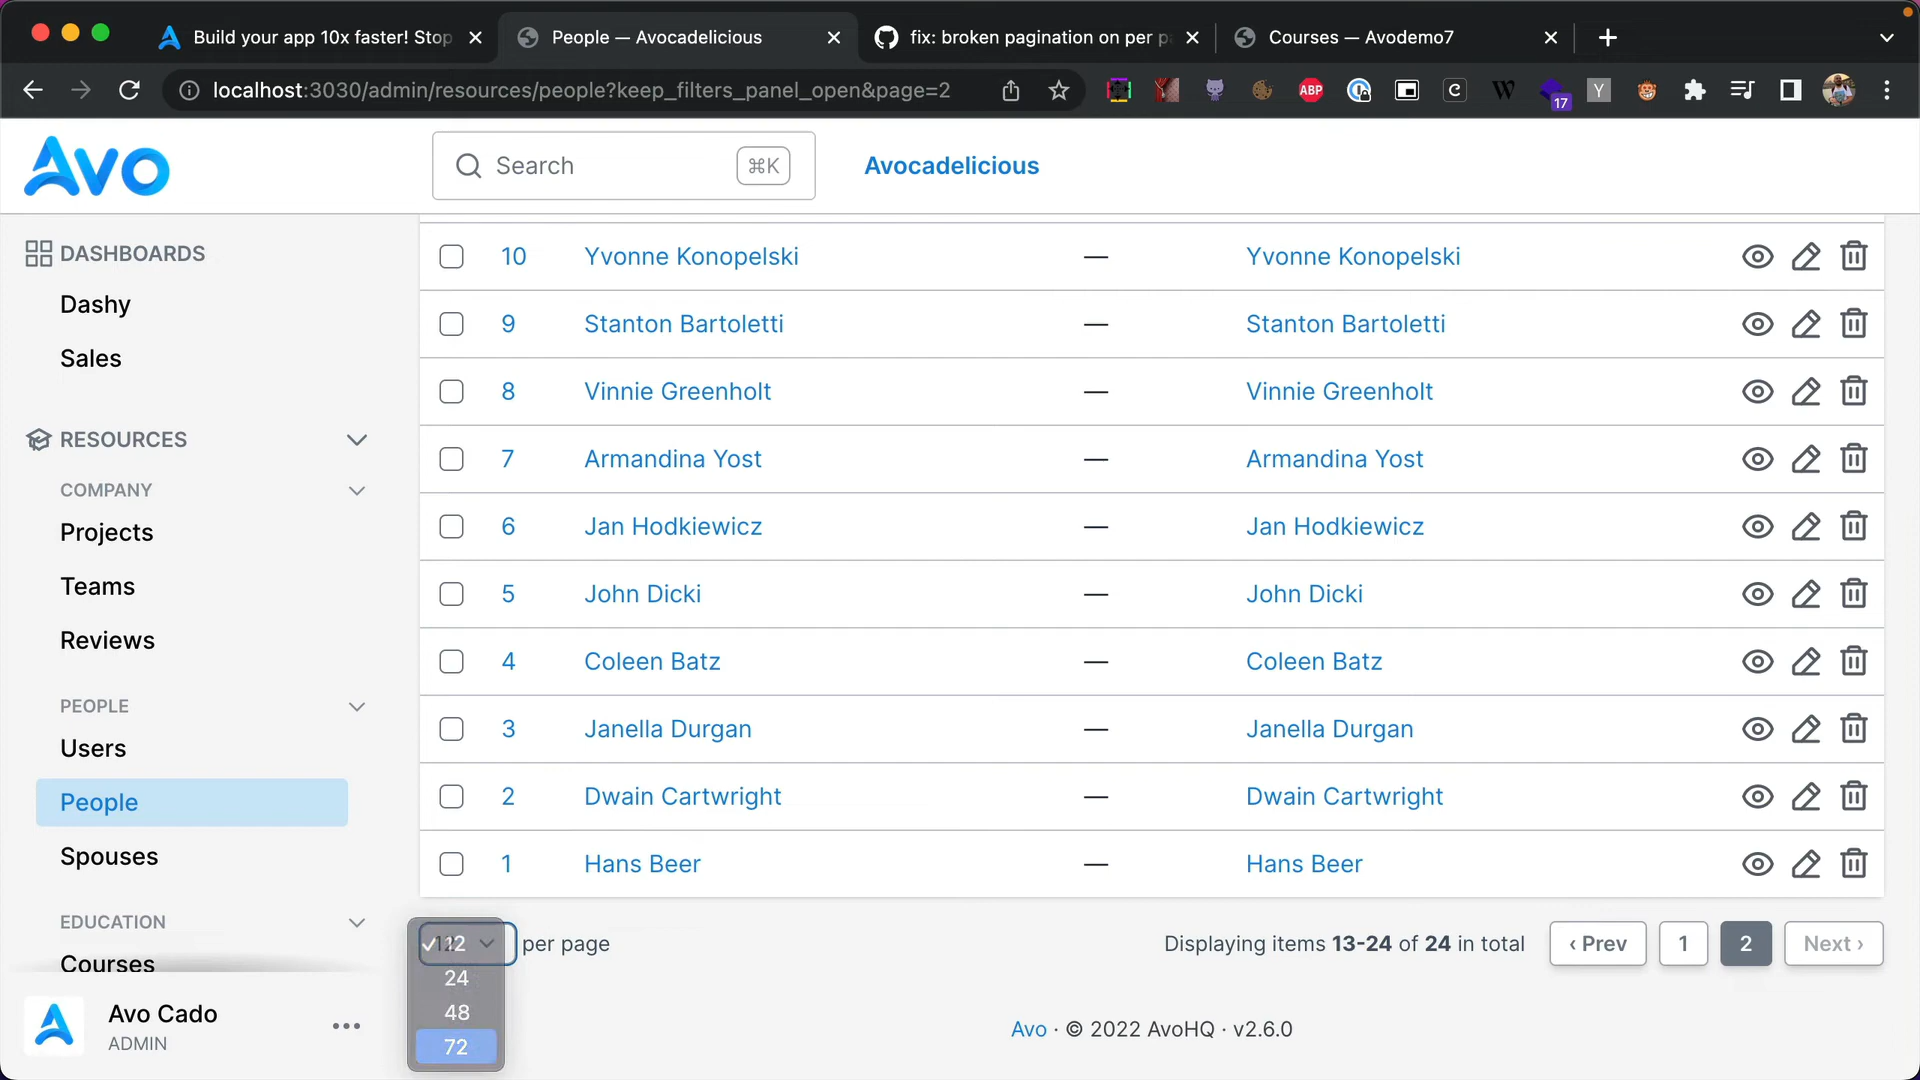 Build your app 10x faster! Stop
People — Avocadelicious
fix: broken pagination on per p
Courses — Avodemo7
localhost:3030/admin/resources/people?keep_filters_panel_open&page=2
ABP
C
W
17
Y
Avo
Search
⌘K
Avocadelicious
DASHBOARDS
Dashy
Sales
RESOURCES
COMPANY
Projects
Teams
Reviews
PEOPLE
Users
People
Spouses
EDUCATION
Courses
Avo Cado
ADMIN
10 Yvonne Konopelski — Yvonne Konopelski
9 Stanton Bartoletti — Stanton Bartoletti
8 Vinnie Greenholt — Vinnie Greenholt
7 Armandina Yost — Armandina Yost
6 Jan Hodkiewicz — Jan Hodkiewicz
5 John Dicki — John Dicki
4 Coleen Batz — Coleen Batz
3 Janella Durgan — Janella Durgan
2 Dwain Cartwright — Dwain Cartwright
1 Hans Beer — Hans Beer
✓12 per page
24
48
72
Displaying items 13-24 of 24 in total
‹ Prev 1 2 Next ›
Avo · © 2022 AvoHQ · v2.6.0